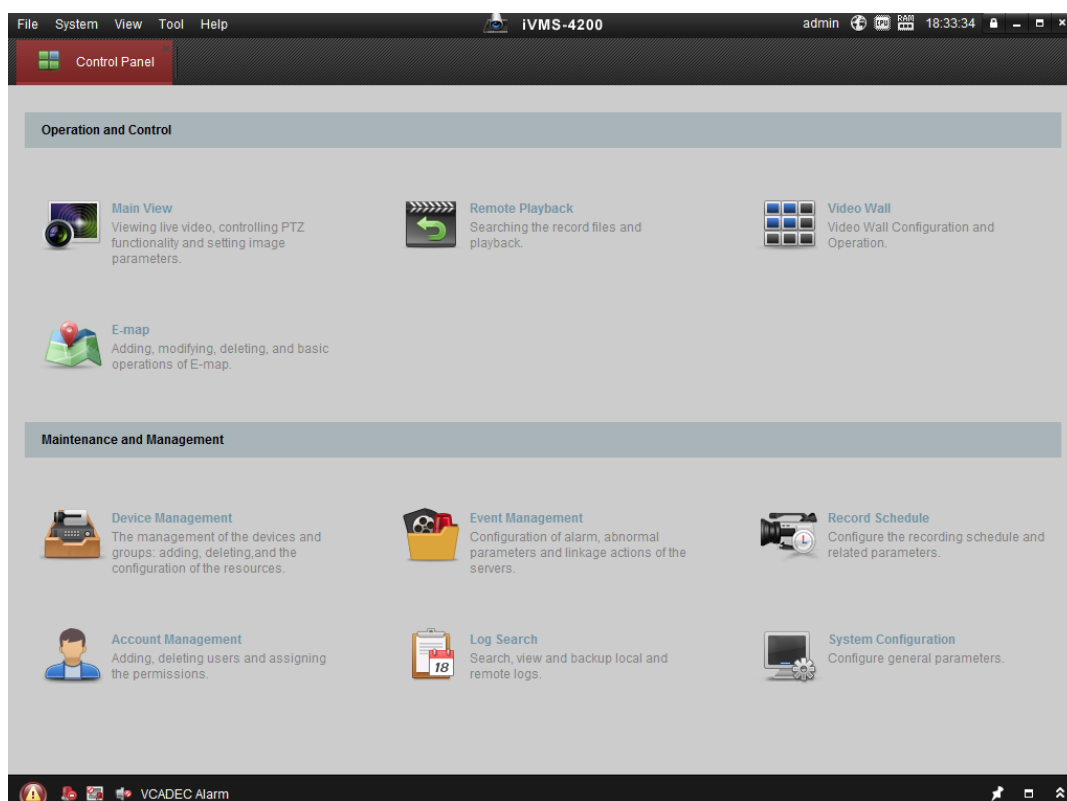 File System View Tool Help iVMS-4200 admin CPU RAM 18:33:34
Control Panel
Operation and Control
Main View
Viewing live video, controlling PTZ
functionality and setting image
parameters.
Remote Playback
Searching the record files and
playback.
Video Wall
Video Wall Configuration and
Operation.
E-map
Adding, modifying, deleting, and basic
operations of E-map.
Maintenance and Management
Device Management
The management of the devices and
groups: adding, deleting,and the
configuration of the resources.
Event Management
Configuration of alarm, abnormal
parameters and linkage actions of the
servers.
Record Schedule
Configure the recording schedule and
related parameters.
Account Management
Adding, deleting users and assigning
the permissions.
18
Log Search
Search, view and backup local and
remote logs.
System Configuration
Configure general parameters.
VCADEC Alarm